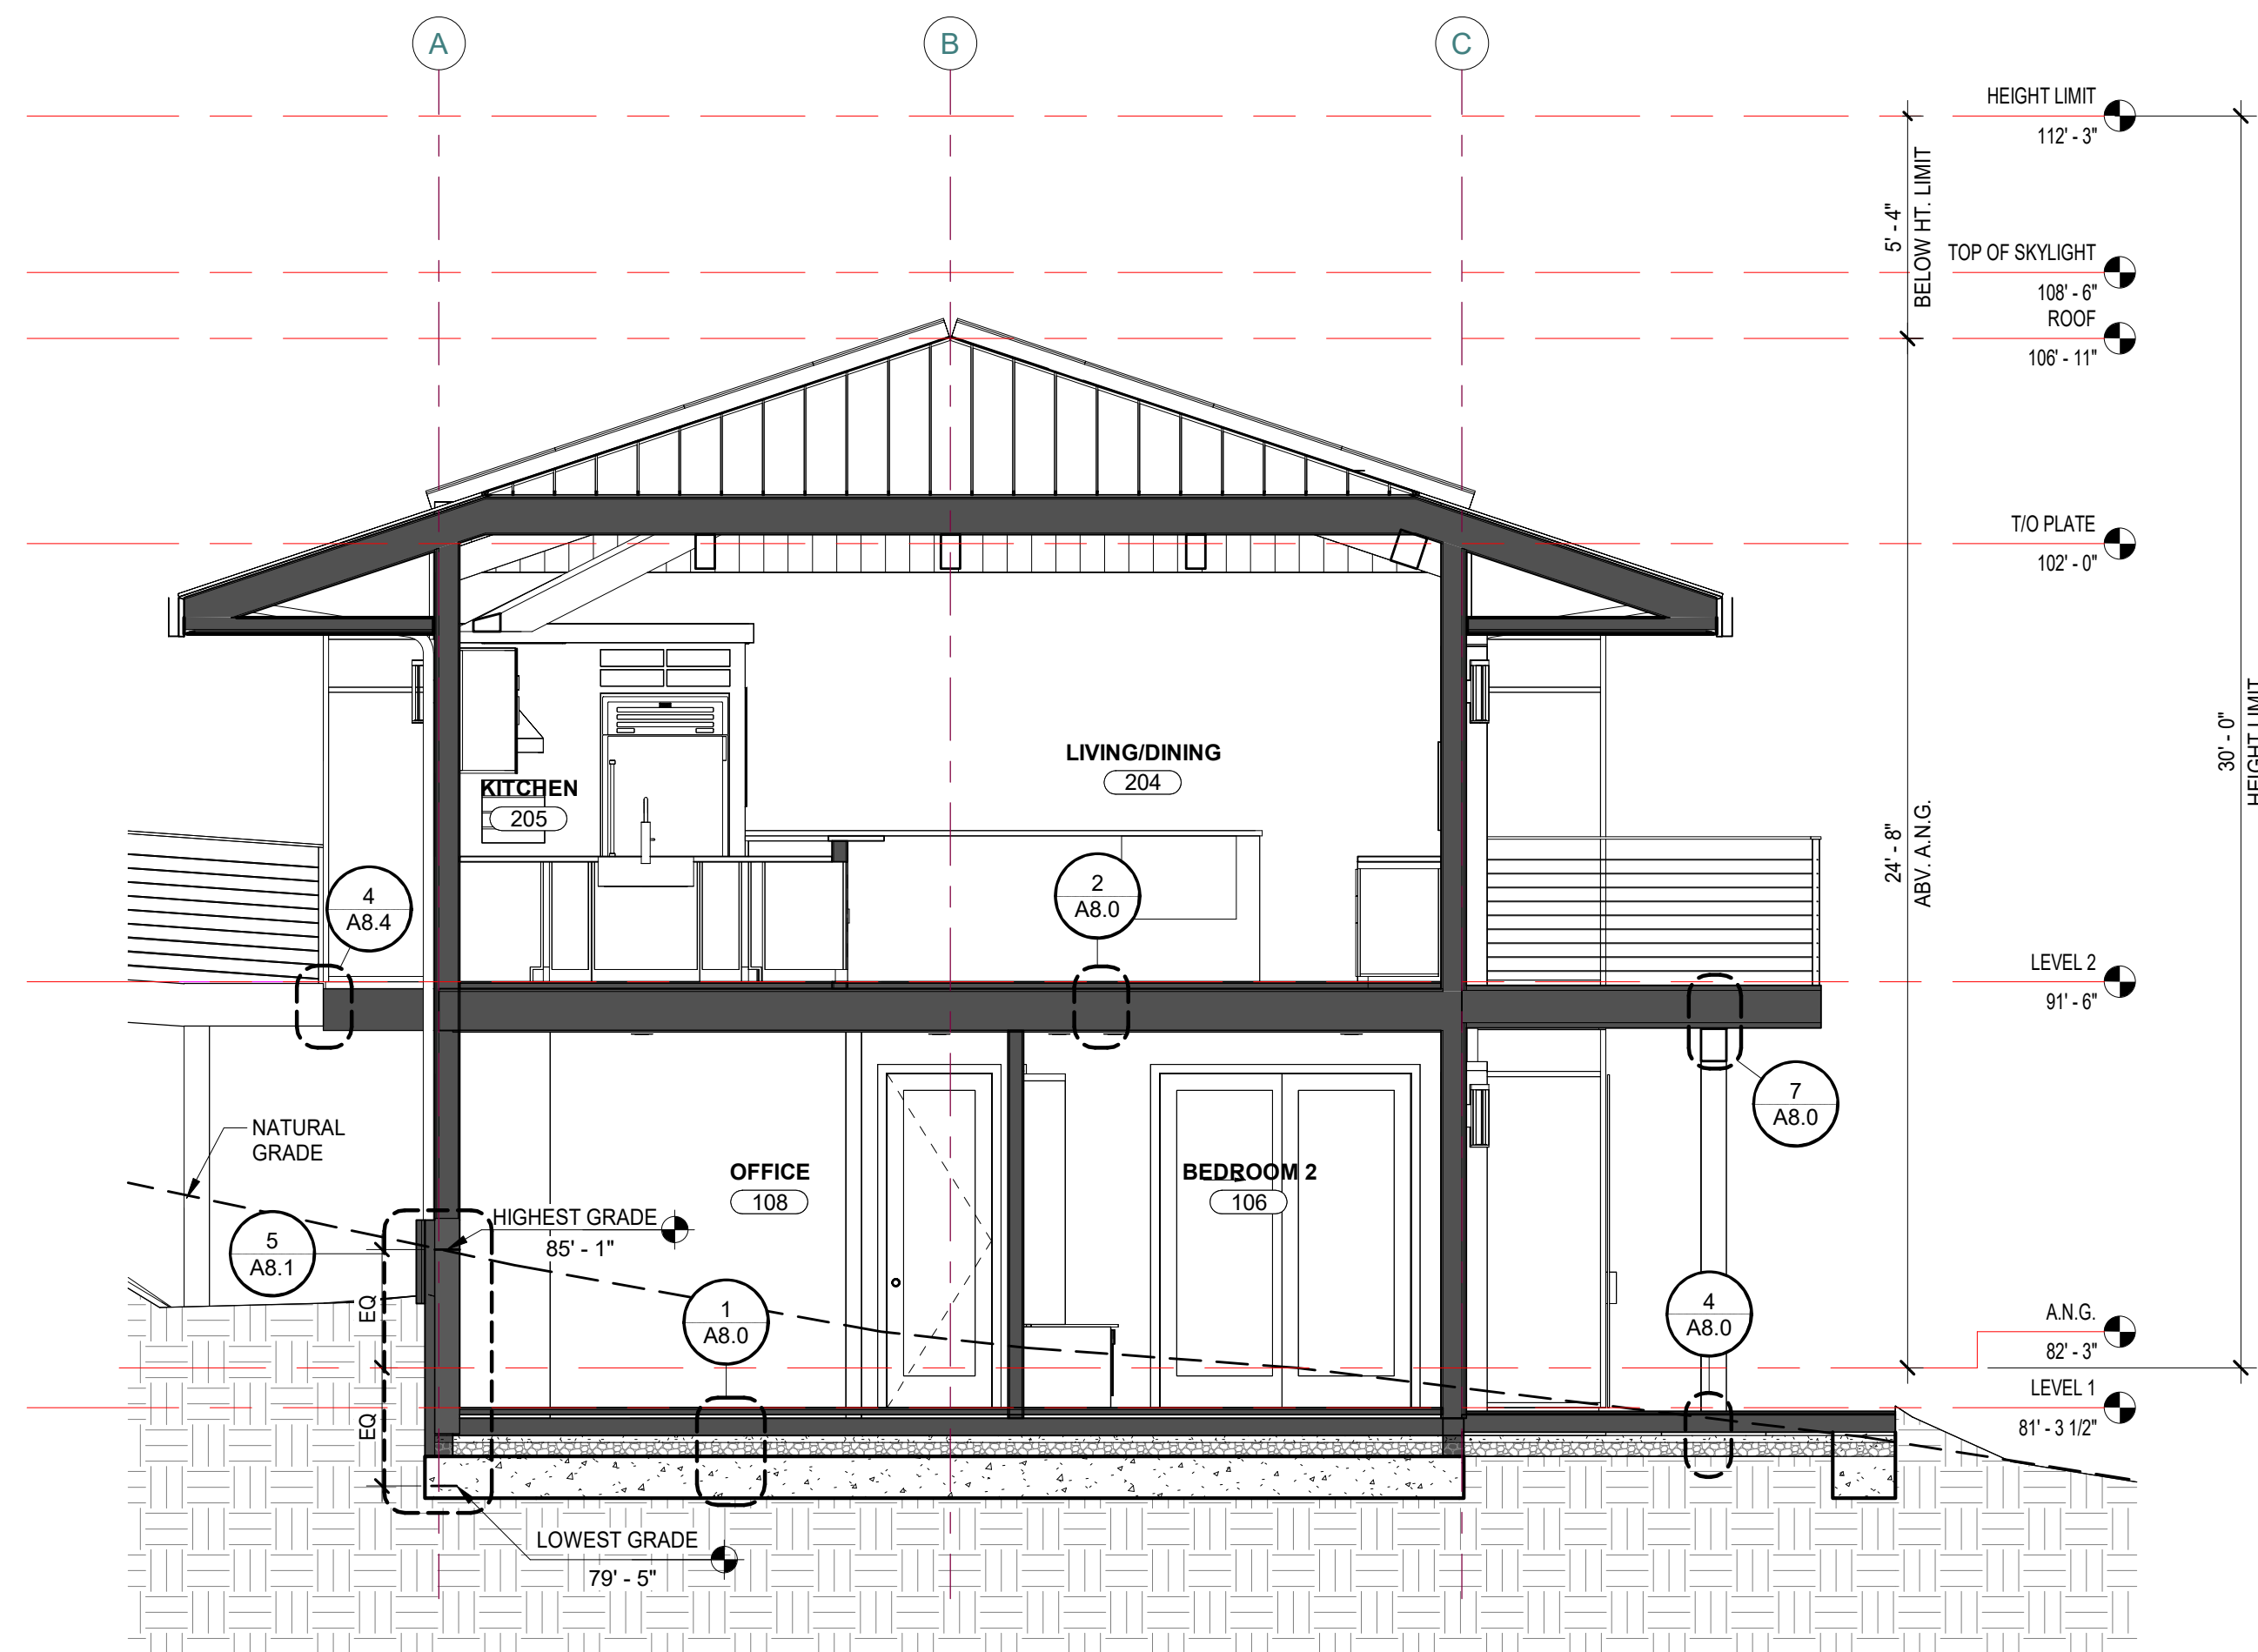 A
B
C
HEIGHT LIMIT
112' - 3"
5' - 4"
BELOW HT. LIMIT
TOP OF SKYLIGHT
108' - 6"
ROOF
106' - 11"
T/O PLATE
102' - 0"
30' - 0"
HEIGHT LIMIT
LIVING/DINING
204
KITCHEN
205
24' - 8"
ABV. A.N.G.
4
A8.4
2
A8.0
LEVEL 2
91' - 6"
7
A8.0
NATURAL
GRADE
OFFICE
108
BEDROOM 2
106
HIGHEST GRADE
85' - 1"
5
A8.1
EQ
1
A8.0
4
A8.0
A.N.G.
82' - 3"
LEVEL 1
81' - 3 1/2"
EQ
LOWEST GRADE
79' - 5"